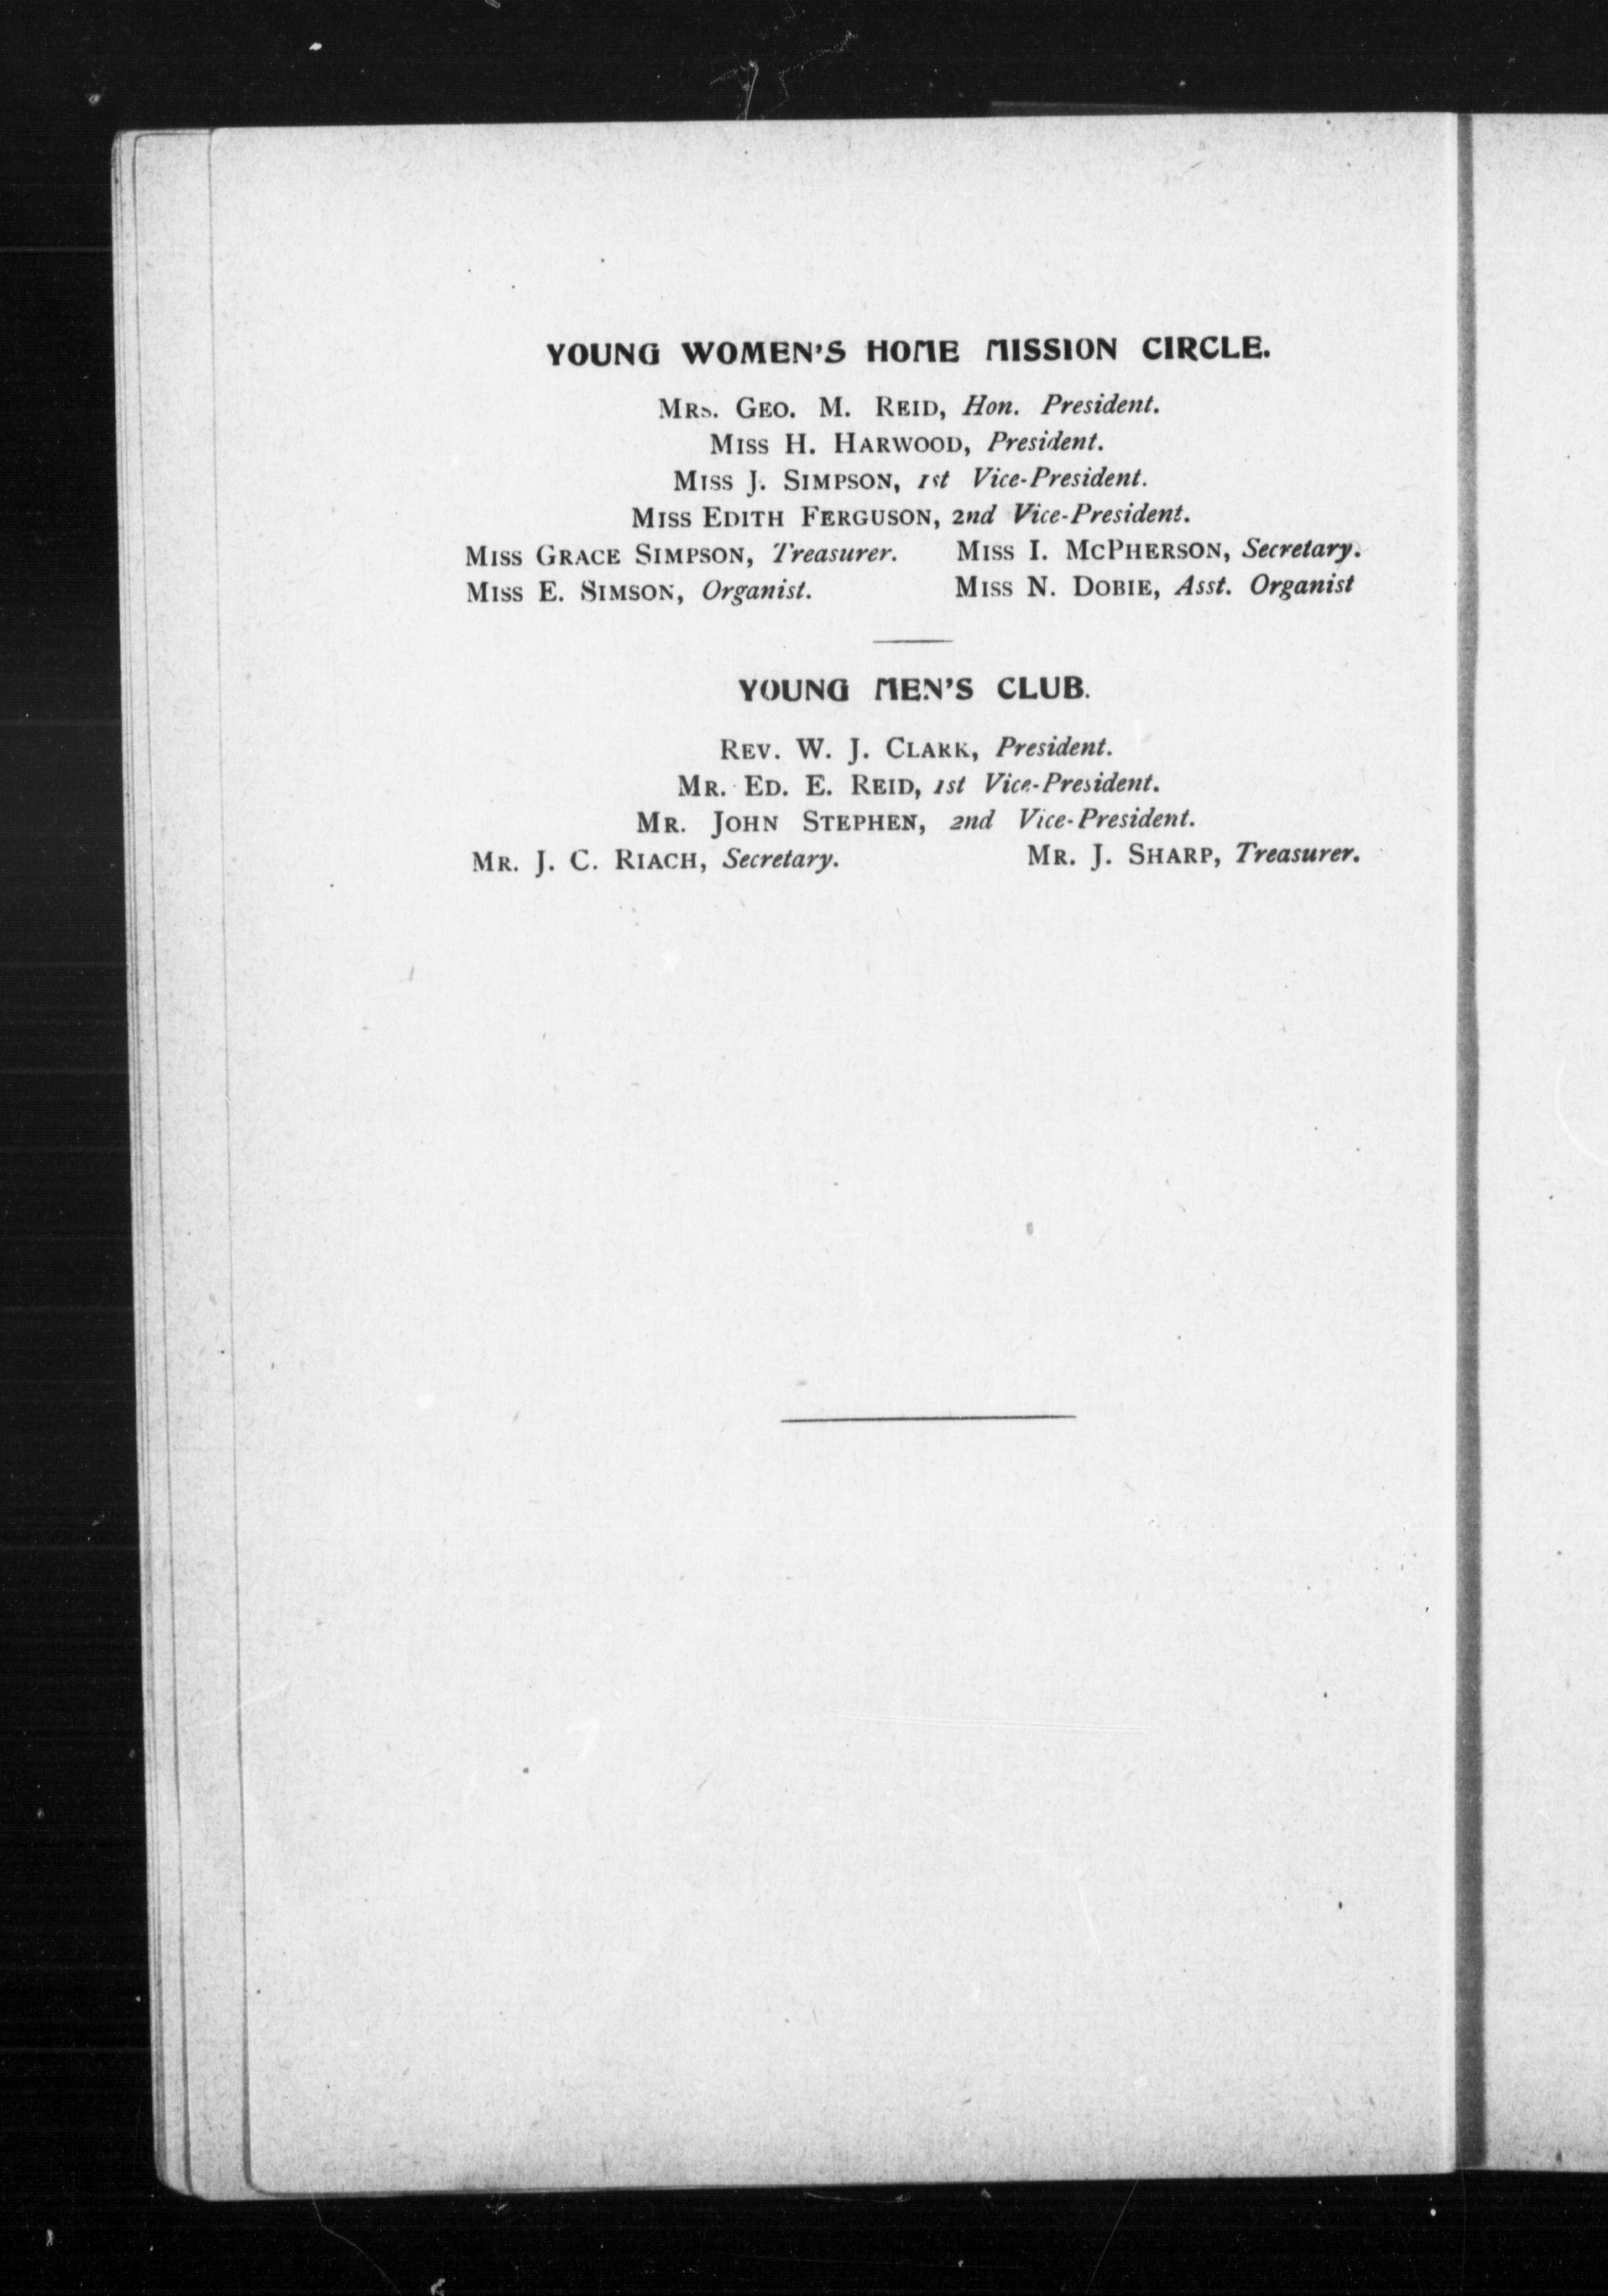 YOUNG WOMEN'S HOME MISSION CIRCLE.
MRS. GEO. M. REID, Hon. President.
MISS H. HARWOOD, President.
MISS J. SIMPSON, 1st Vice-President.
MISS EDITH FERGUSON, 2nd Vice-President.
MISS GRACE SIMPSON, Treasurer. MISS I. MCPHERSON, Secretary.
MISS E. SIMSON, Organist. MISS N. DOBIE, Asst. Organist
YOUNG MEN'S CLUB.
REV. W. J. CLARK, President.
MR. ED. E. REID, 1st Vice-President.
MR. JOHN STEPHEN, 2nd Vice-President.
MR. J. C. RIACH, Secretary. MR. J. SHARP, Treasurer.